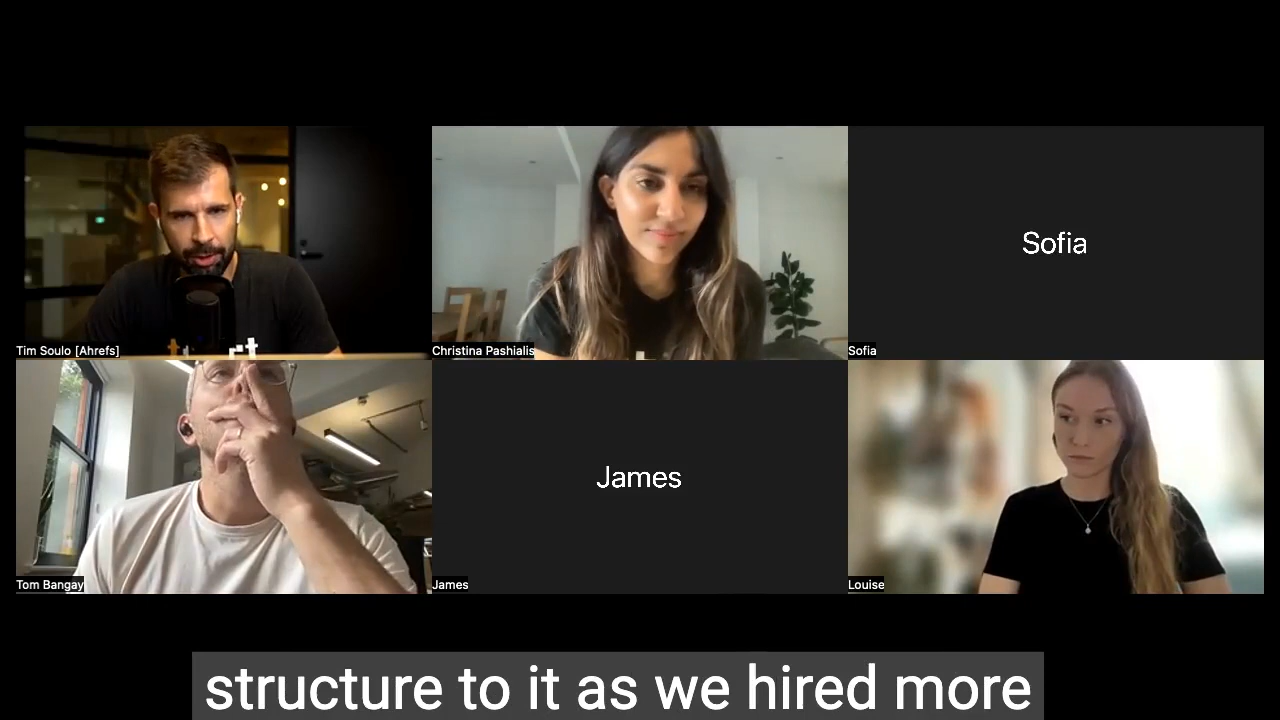 Sofia
Tim Soulo [Ahrefs]
Christina Pashialis
Sofia
James
Tom Bangay
James
Louise
structure to it as we hired more